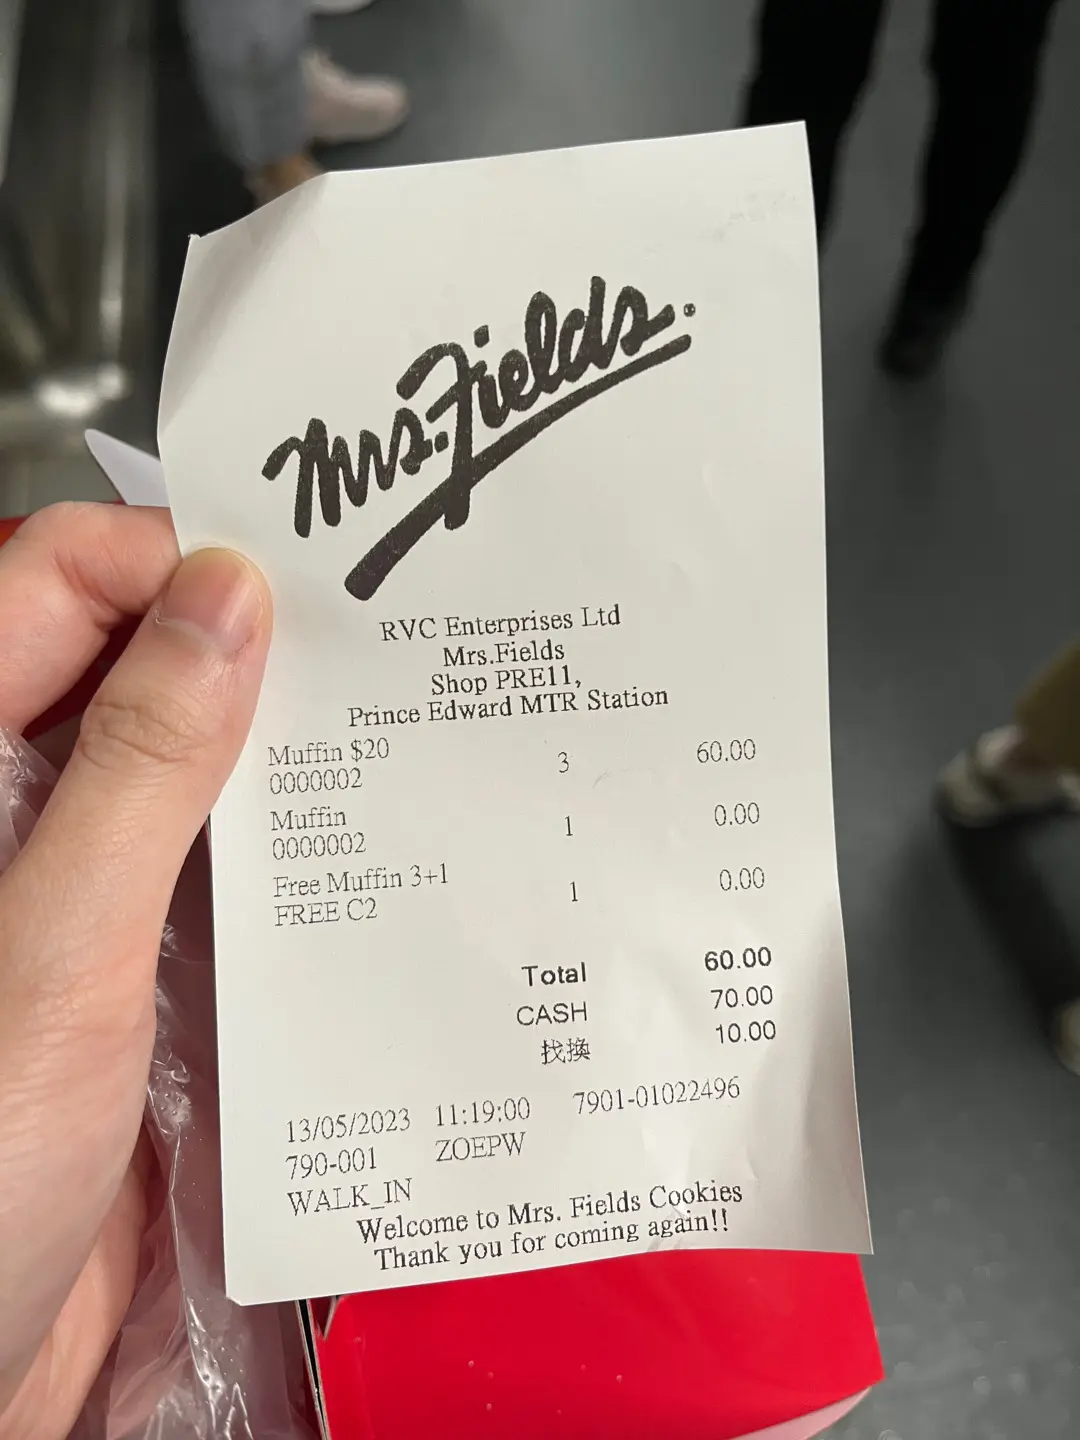 Mrs. Fields.
RVC Enterprises Ltd
Mrs.Fields
Shop PRE11,
Prince Edward MTR Station
Muffin $20 3 60.00
0000002
Muffin 1 0.00
0000002
Free Muffin 3+1 1 0.00
FREE C2
Total 60.00
CASH 70.00
找換 10.00
13/05/2023 11:19:00 7901-01022496
790-001 ZOEPW
WALK_IN
Welcome to Mrs. Fields Cookies
Thank you for coming again!!